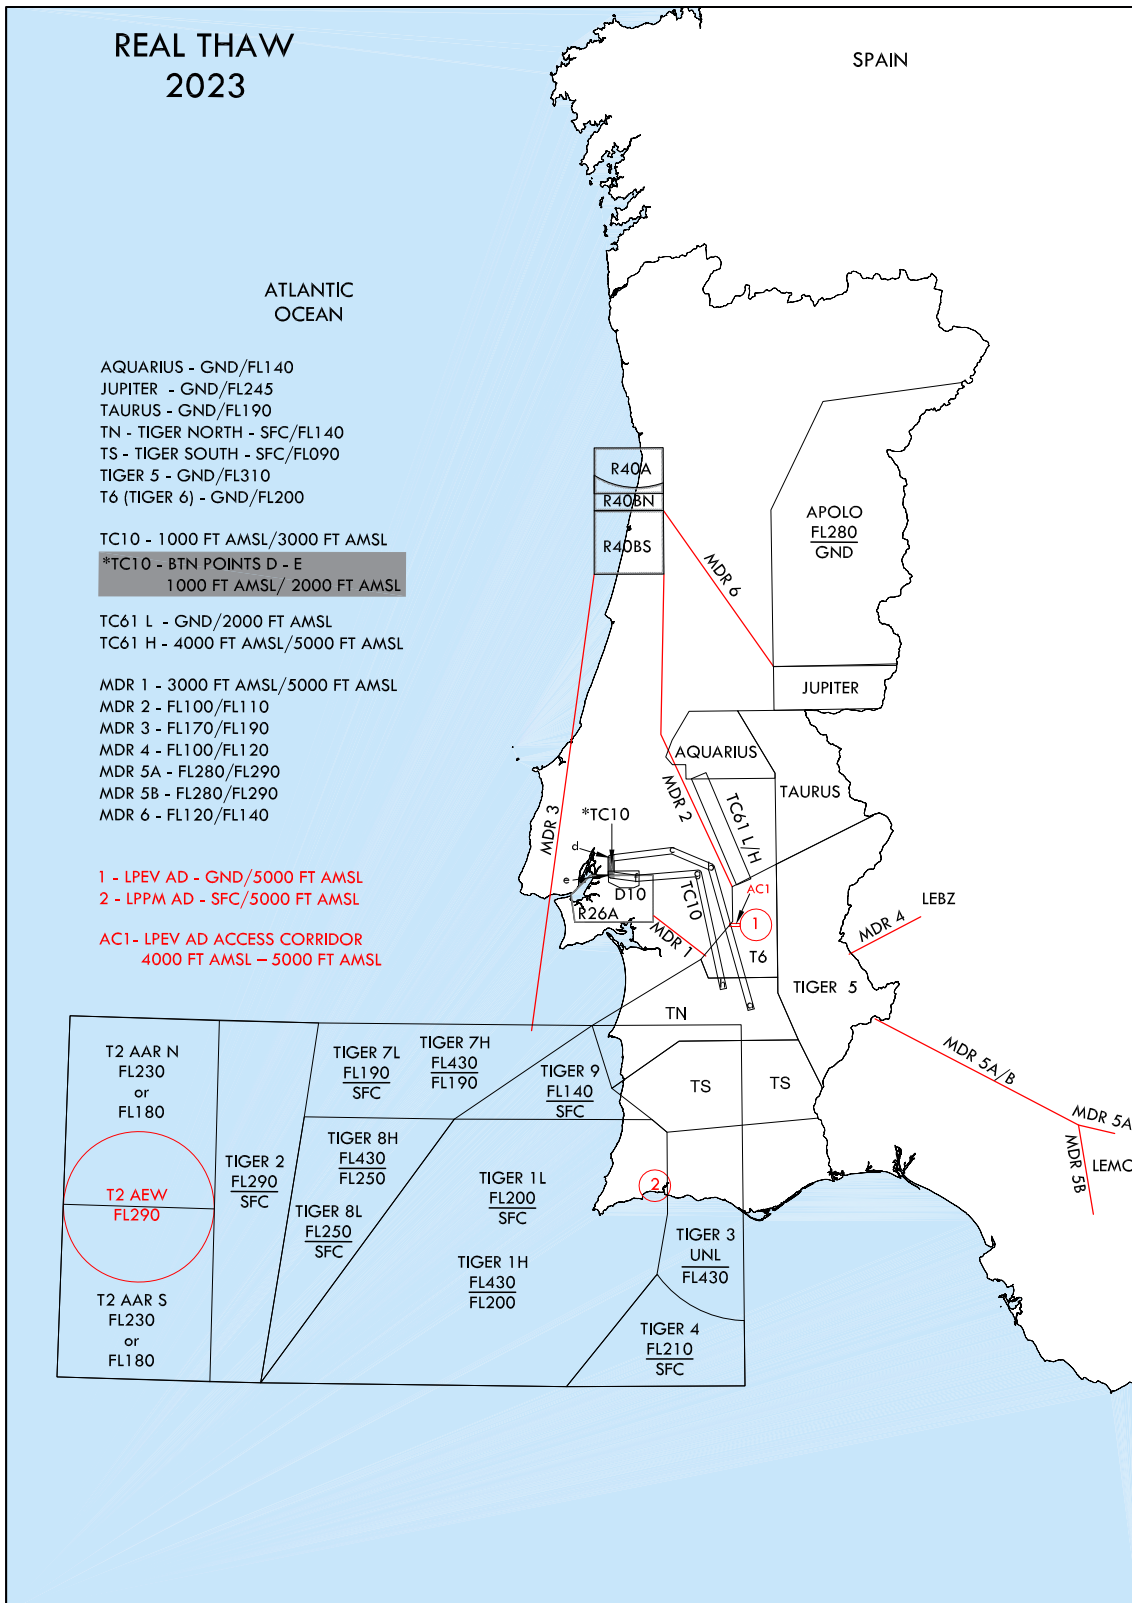 REAL THAW
2023
SPAIN
ATLANTIC
OCEAN
AQUARIUS - GND/FL140
JUPITER - GND/FL245
TAURUS - GND/FL190
TN - TIGER NORTH - SFC/FL140
TS - TIGER SOUTH - SFC/FL090
TIGER 5 - GND/FL310
T6 (TIGER 6) - GND/FL200
TC10 - 1000 FT AMSL/3000 FT AMSL
*TC10 - BTN POINTS D - E
1000 FT AMSL/ 2000 FT AMSL
TC61 L - GND/2000 FT AMSL
TC61 H - 4000 FT AMSL/5000 FT AMSL
MDR 1 - 3000 FT AMSL/5000 FT AMSL
MDR 2 - FL100/FL110
MDR 3 - FL170/FL190
MDR 4 - FL100/FL120
MDR 5A - FL280/FL290
MDR 5B - FL280/FL290
MDR 6 - FL120/FL140
1 - LPEV AD - GND/5000 FT AMSL
2 - LPPM AD - SFC/5000 FT AMSL
AC1- LPEV AD ACCESS CORRIDOR
4000 FT AMSL – 5000 FT AMSL
R40A
R40BN
R40BS
APOLO
FL280
GND
MDR 6
JUPITER
AQUARIUS
TAURUS
MDR 2
TC61 L/H
MDR 3
*TC10
d
e
D10
R26A
TC10
AC1
1
MDR 1
T6
LEBZ
MDR 4
TIGER 5
TN
TS
TS
MDR 5A/B
MDR 5A
MDR 5B
LEMO
T2 AAR N
FL230
or
FL180
T2 AEW
FL290
T2 AAR S
FL230
or
FL180
TIGER 2
FL290
SFC
TIGER 7L
FL190
SFC
TIGER 7H
FL430
FL190
TIGER 9
FL140
SFC
TIGER 8H
FL430
FL250
TIGER 8L
FL250
SFC
TIGER 1L
FL200
SFC
TIGER 1H
FL430
FL200
2
TIGER 3
UNL
FL430
TIGER 4
FL210
SFC